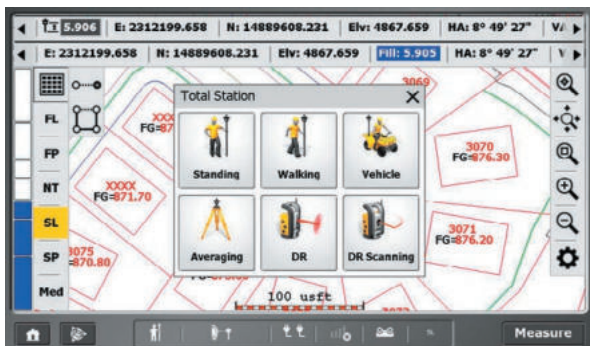 5.906 E: 2312199.658 N: 14889608.231 Elv: 4867.659 HA: 8° 49' 27"
E: 2312199.658 N: 14889608.231 Elv: 4867.659 Fill: 5.905 HA: 8° 49' 27"
3069
Total Station
FL
XXX
FG=87
FP
Standing
Walking
Vehicle
3070
FG=876.30
NT
XXXX
FG=871.70
SL
3071
FG=876.20
SP
3075
=870.80
Averaging
DR
DR Scanning
Med
100 usft
Measure